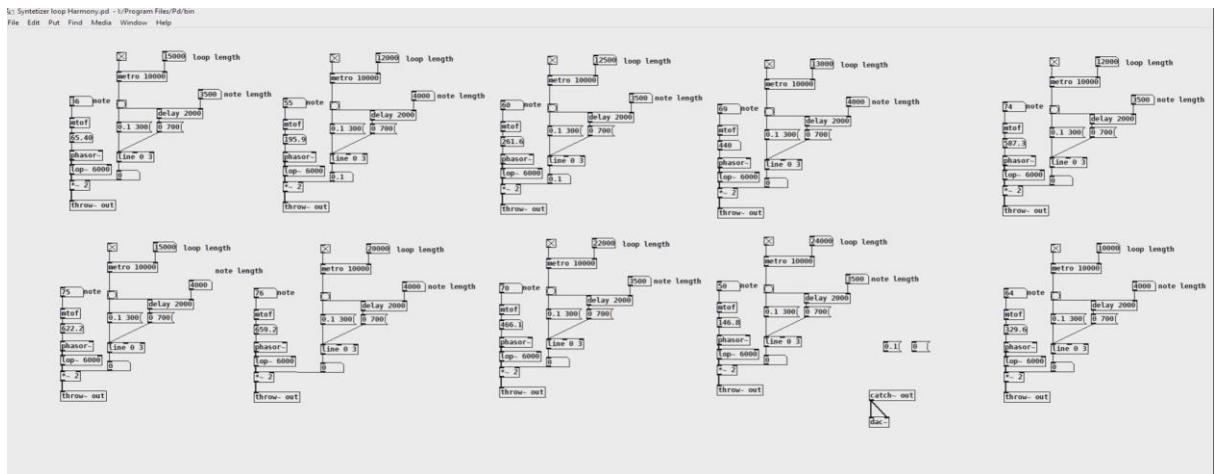 Syntetizer loop Harmony.pd - I:/Program Files/Pd/bin
File Edit Put Find Media Window Help
15000 loop length
metro 10000
3500 note length
36 note
delay 2000
mtof
0.1 300 0 700
65.40
phasor~ line 0 3
lop~ 6000 0
*~ 2
throw~ out
12000 loop length
metro 10000
4000 note length
55 note
delay 2000
mtof
0.1 300 0 700
195.9
phasor~ line 0 3
lop~ 6000 0.1
*~ 2
throw~ out
12500 loop length
metro 10000
3500 note length
60 note
delay 2000
mtof
0.1 300 0 700
261.6
phasor~ line 0 3
lop~ 6000 0.1
*~ 2
throw~ out
13000 loop length
metro 10000
4000 note length
69 note
delay 2000
mtof
0.1 300 0 700
440
phasor~ line 0 3
lop~ 6000 0
*~ 2
throw~ out
12000 loop length
metro 10000
3500 note length
74 note
delay 2000
mtof
0.1 300 0 700
587.3
phasor~ line 0 3
lop~ 6000 0
*~ 2
throw~ out
15000 loop length
metro 10000
note length
4000
75 note
delay 2000
mtof
0.1 300 0 700
622.2
phasor~ line 0 3
lop~ 6000 0
*~ 2
throw~ out
20000 loop length
metro 10000
4000 note length
76 note
delay 2000
mtof
0.1 300 0 700
659.2
phasor~ line 0 3
lop~ 6000 0
*~ 2
throw~ out
22000 loop length
metro 10000
3500 note length
70 note
delay 2000
mtof
0.1 300 0 700
466.1
phasor~ line 0 3
lop~ 6000 0
*~ 2
throw~ out
24000 loop length
metro 10000
3500 note length
50 note
delay 2000
mtof
0.1 300 0 700
146.8
phasor~ line 0 3
lop~ 6000 0
*~ 2
throw~ out
0.1 0
catch~ out
dac~
10000 loop length
metro 10000
4000 note length
64 note
delay 2000
mtof
0.1 300 0 700
329.6
phasor~ line 0 3
lop~ 6000 0
*~ 2
throw~ out